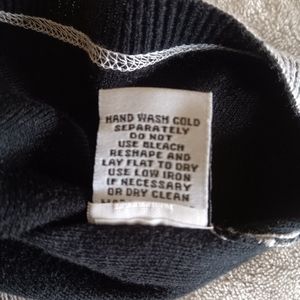 HAND WASH COLD
SEPARATELY
DO NOT
USE BLEACH
RESHAPE AND
LAY FLAT TO DRY
USE LOW IRON
IF NECESSARY
OR DRY CLEAN